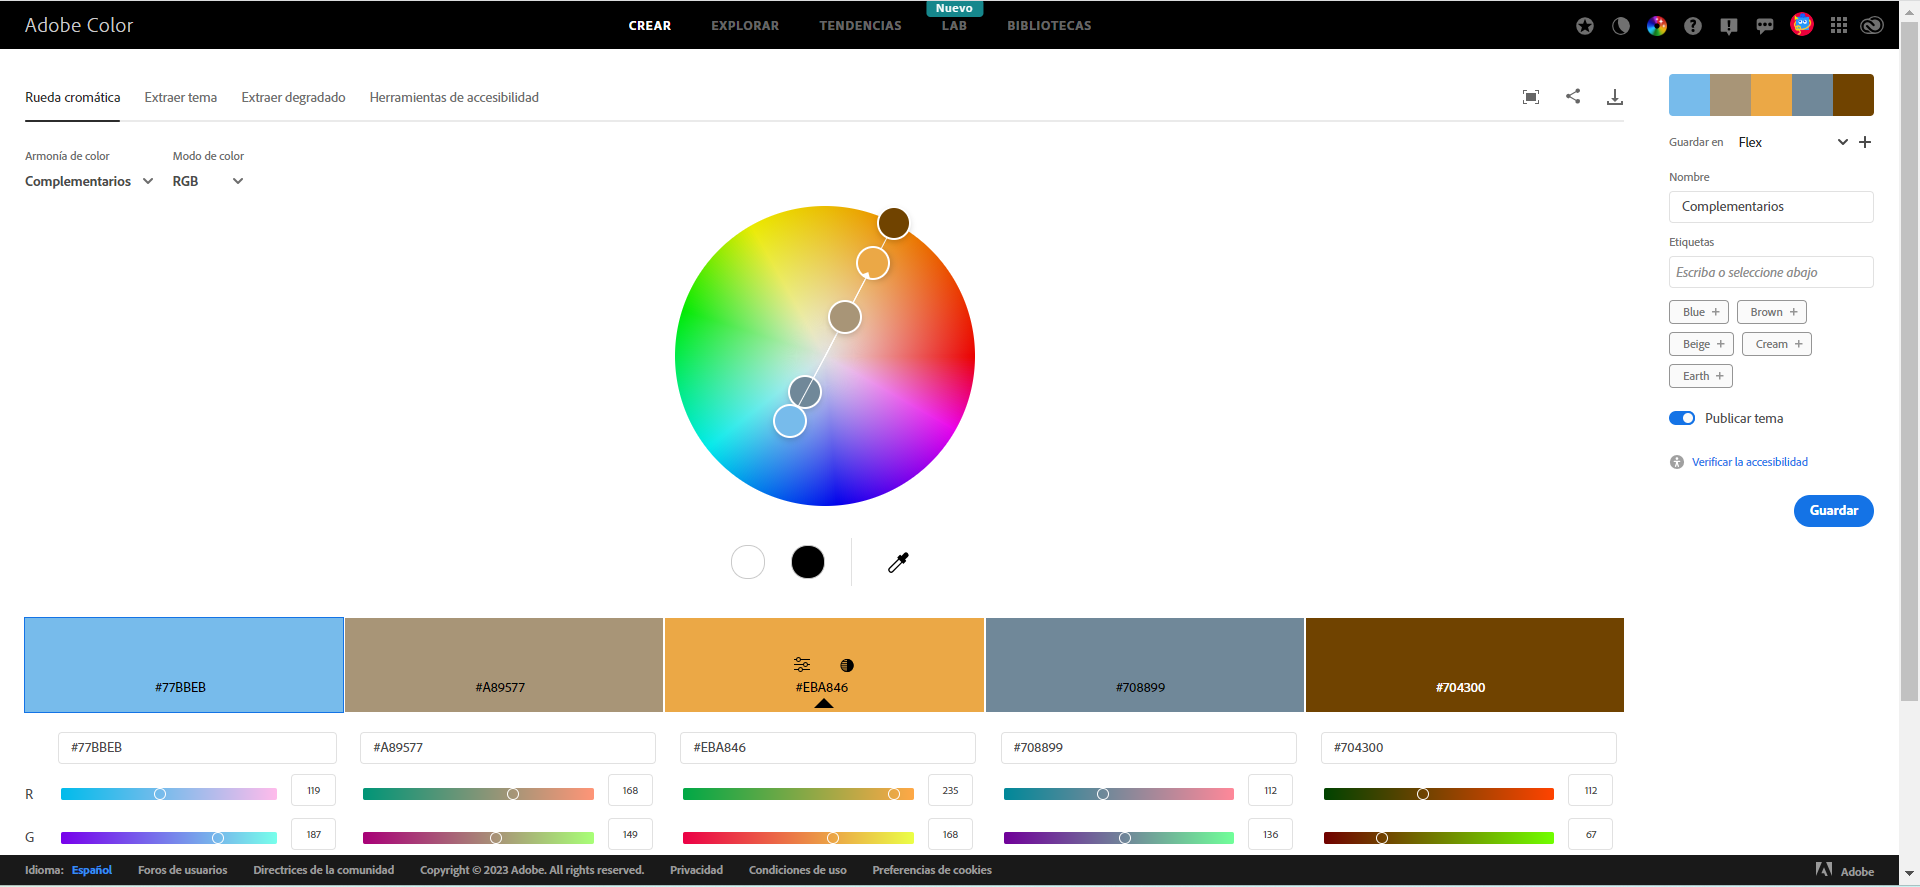 Adobe Color
CREAR EXPLORAR TENDENCIAS LAB BIBLIOTECAS
Nuevo
Rueda cromática Extraer tema Extraer degradado Herramientas de accesibilidad
Armonía de color Modo de color
Complementarios RGB
Guardar en Flex
Nombre
Complementarios
Etiquetas
Escriba o seleccione abajo
Blue + Brown +
Beige + Cream +
Earth +
Publicar tema
Verificar la accesibilidad
Guardar
#77BBEB #A89577 #EBA846 #708899 #704300
#77BBEB #A89577 #EBA846 #708899 #704300
R 119 168 235 112 112
G 187 149 168 136 67
Idioma: Español Foros de usuarios Directrices de la comunidad Copyright © 2023 Adobe. All rights reserved. Privacidad Condiciones de uso Preferencias de cookies Adobe